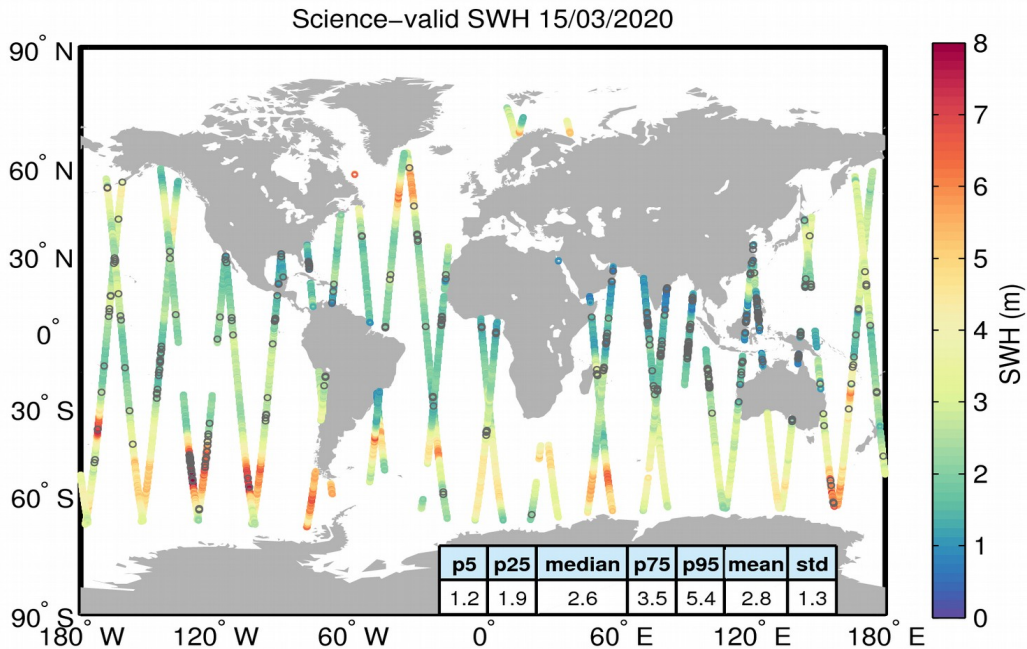 Science–valid SWH 15/03/2020
90° N
60° N
30° N
0°
30° S
60° S
90° S
180° W
120° W
60° W
0°
60° E
120° E
180° E
p5 p25 median p75 p95 mean std
1.2 1.9 2.6 3.5 5.4 2.8 1.3
8
7
6
5
4
3
2
1
0
SWH (m)